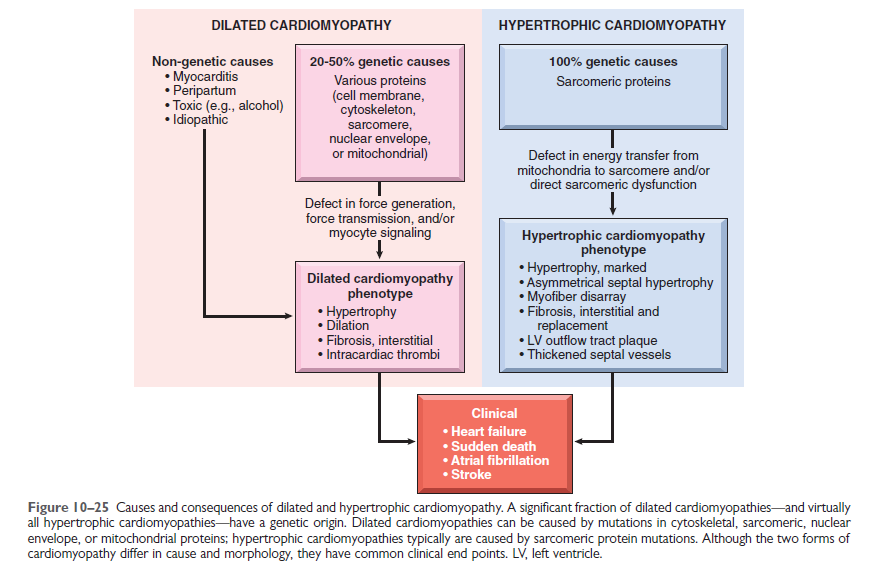 DILATED CARDIOMYOPATHY
Non-genetic causes
• Myocarditis
• Peripartum
• Toxic (e.g., alcohol)
• Idiopathic
20-50% genetic causes
Various proteins
(cell membrane,
cytoskeleton,
sarcomere,
nuclear envelope,
or mitochondrial)
Defect in force generation,
force transmission, and/or
myocyte signaling
Dilated cardiomyopathy
phenotype
• Hypertrophy
• Dilation
• Fibrosis, interstitial
• Intracardiac thrombi
HYPERTROPHIC CARDIOMYOPATHY
100% genetic causes
Sarcomeric proteins
Defect in energy transfer from
mitochondria to sarcomere and/or
direct sarcomeric dysfunction
Hypertrophic cardiomyopathy
phenotype
• Hypertrophy, marked
• Asymmetrical septal hypertrophy
• Myofiber disarray
• Fibrosis, interstitial and
replacement
• LV outflow tract plaque
• Thickened septal vessels
Clinical
• Heart failure
• Sudden death
• Atrial fibrillation
• Stroke
Figure 10–25 Causes and consequences of dilated and hypertrophic cardiomyopathy. A significant fraction of dilated cardiomyopathies—and virtually
all hypertrophic cardiomyopathies—have a genetic origin. Dilated cardiomyopathies can be caused by mutations in cytoskeletal, sarcomeric, nuclear
envelope, or mitochondrial proteins; hypertrophic cardiomyopathies typically are caused by sarcomeric protein mutations. Although the two forms of
cardiomyopathy differ in cause and morphology, they have common clinical end points. LV, left ventricle.